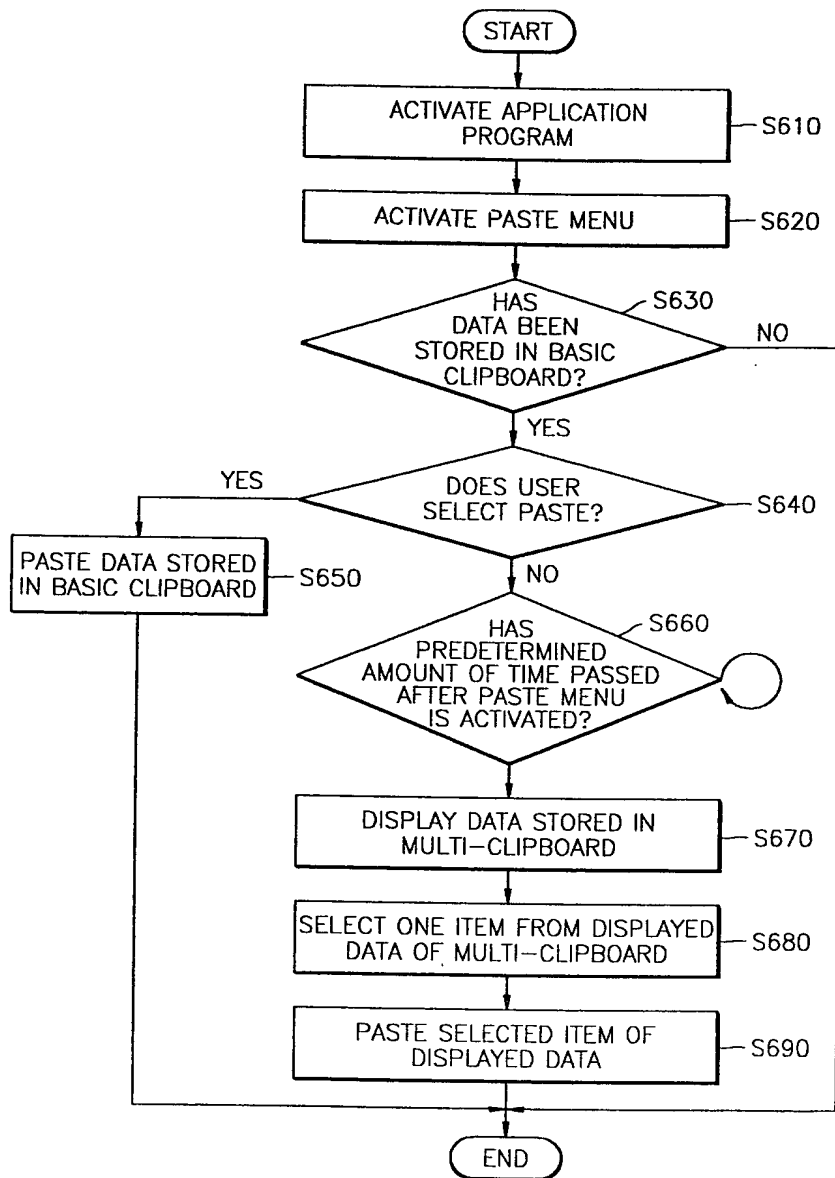 START
ACTIVATE APPLICATION
PROGRAM
S610
ACTIVATE PASTE MENU
S620
HAS
DATA BEEN
STORED IN BASIC
CLIPBOARD?
S630
NO
YES
DOES USER
SELECT PASTE?
S640
YES
PASTE DATA STORED
IN BASIC CLIPBOARD
S650
NO
HAS
PREDETERMINED
AMOUNT OF TIME PASSED
AFTER PASTE MENU
IS ACTIVATED?
S660
DISPLAY DATA STORED IN
MULTI-CLIPBOARD
S670
SELECT ONE ITEM FROM DISPLAYED
DATA OF MULTI-CLIPBOARD
S680
PASTE SELECTED ITEM OF
DISPLAYED DATA
S690
END